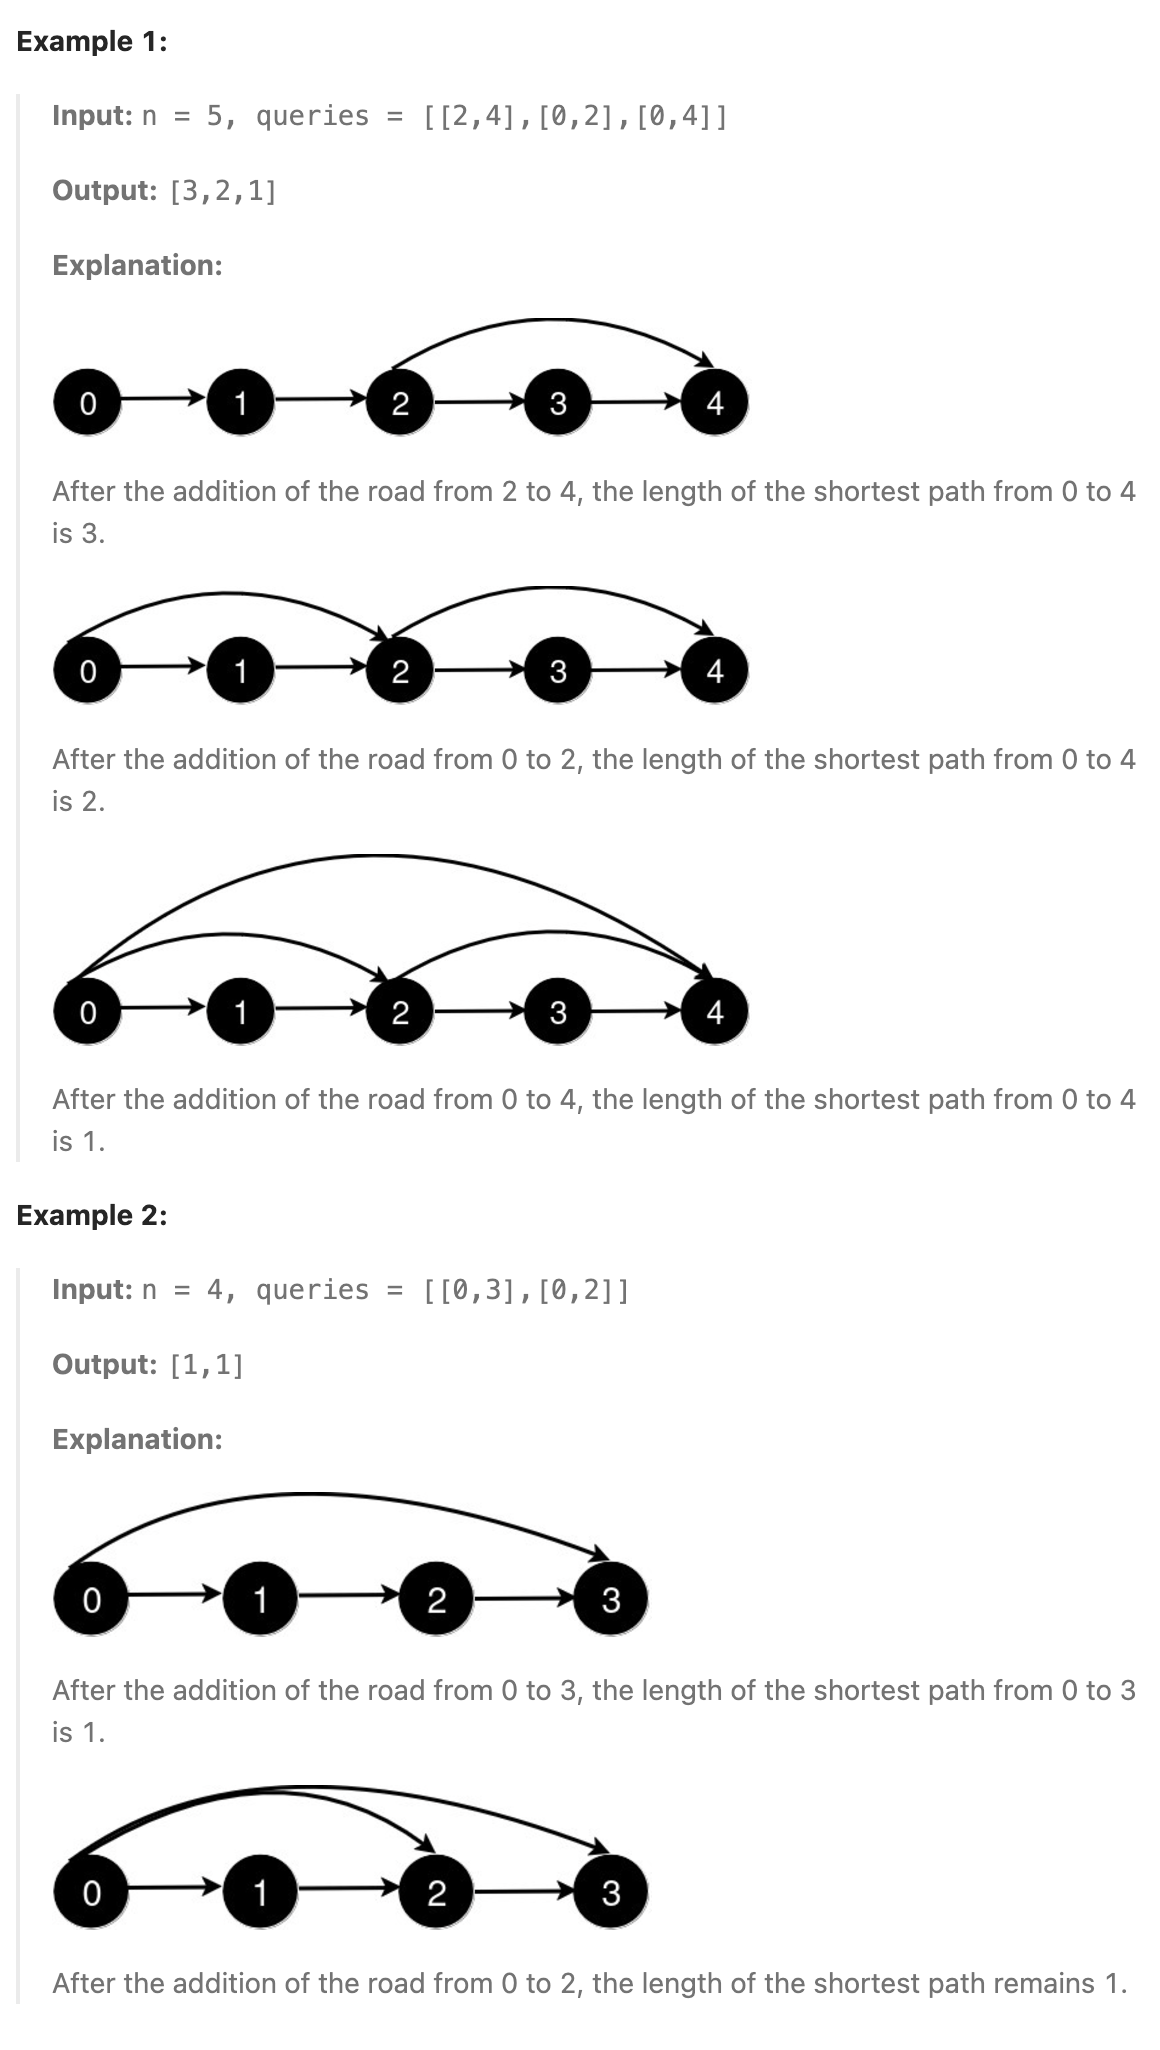 Example 1:
Input: n = 5, queries = [[2,4],[0,2],[0,4]]
Output: [3,2,1]
Explanation:
0 1 2 3 4
After the addition of the road from 2 to 4, the length of the shortest path from 0 to 4
is 3.
0 1 2 3 4
After the addition of the road from 0 to 2, the length of the shortest path from 0 to 4
is 2.
0 1 2 3 4
After the addition of the road from 0 to 4, the length of the shortest path from 0 to 4
is 1.
Example 2:
Input: n = 4, queries = [[0,3],[0,2]]
Output: [1,1]
Explanation:
0 1 2 3
After the addition of the road from 0 to 3, the length of the shortest path from 0 to 3
is 1.
0 1 2 3
After the addition of the road from 0 to 2, the length of the shortest path remains 1.